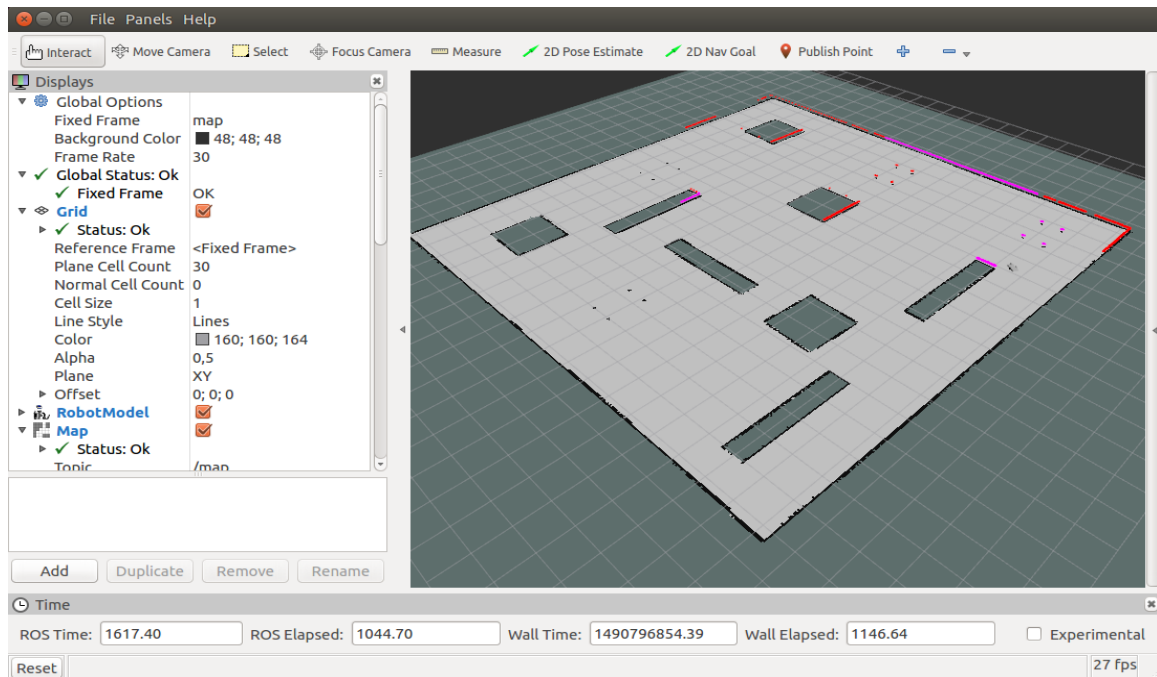 File Panels Help
Interact Move Camera Select Focus Camera Measure 2D Pose Estimate 2D Nav Goal Publish Point
Displays
Global Options
Fixed Frame map
Background Color 48; 48; 48
Frame Rate 30
Global Status: Ok
Fixed Frame OK
Grid
Status: Ok
Reference Frame <Fixed Frame>
Plane Cell Count 30
Normal Cell Count 0
Cell Size 1
Line Style Lines
Color 160; 160; 164
Alpha 0,5
Plane XY
Offset 0; 0; 0
RobotModel
Map
Status: Ok
Topic /map
Add Duplicate Remove Rename
Time
ROS Time: 1617.40 ROS Elapsed: 1044.70 Wall Time: 1490796854.39 Wall Elapsed: 1146.64 Experimental
Reset 27 fps